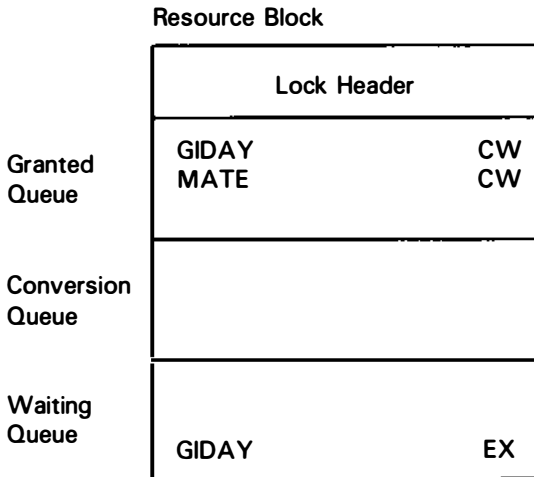 Resource Block
Lock Header
Granted Queue
GIDAY CW
MATE CW
Conversion Queue
Waiting Queue
GIDAY EX